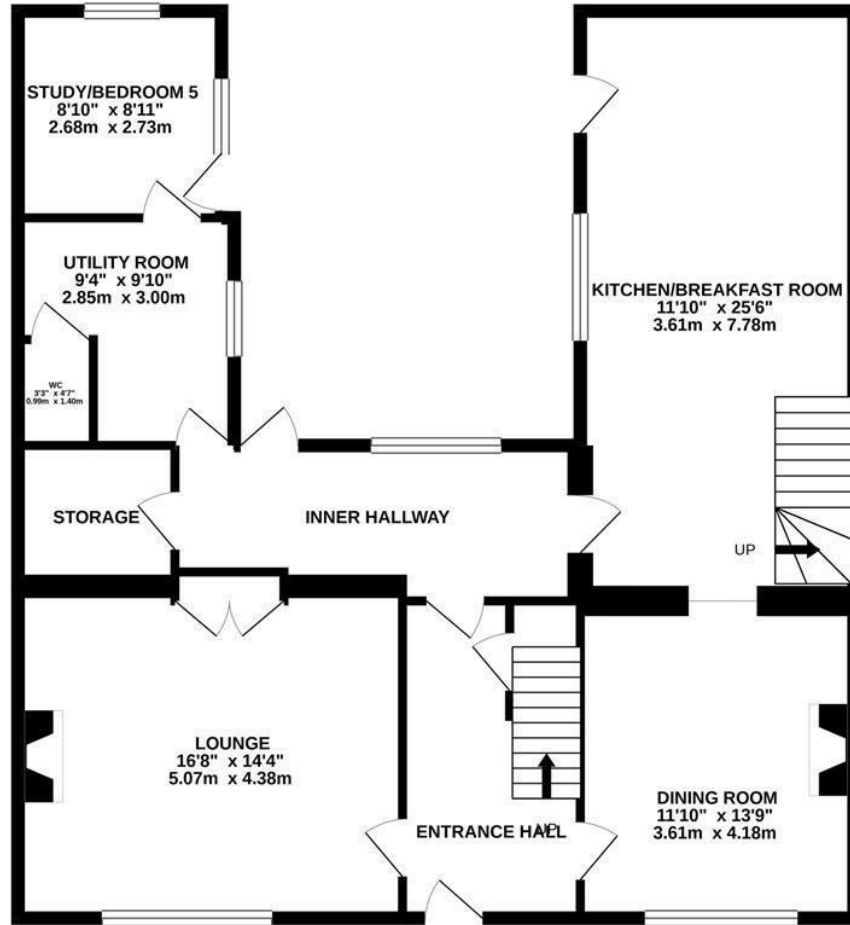 STUDY/BEDROOM 5
8'10" x 8'11"
2.68m x 2.73m
UTILITY ROOM
9'4" x 9'10"
2.85m x 3.00m
KITCHEN/BREAKFAST ROOM
11'10" x 25'6"
3.61m x 7.78m
WC
3'3" x 4'7"
0.99m x 1.40m
STORAGE
INNER HALLWAY
UP
LOUNGE
16'8" x 14'4"
5.07m x 4.38m
ENTRANCE HALL
UP
DINING ROOM
11'10" x 13'9"
3.61m x 4.18m